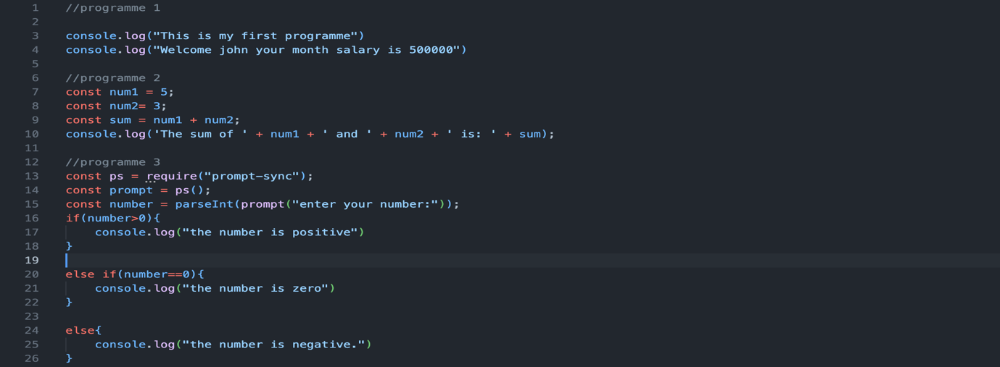 1 //programme 1
2
3 console.log("This is my first programme")
4 console.log("Welcome john your month salary is 500000")
5
6 //programme 2
7 const num1 = 5;
8 const num2= 3;
9 const sum = num1 + num2;
10 console.log('The sum of ' + num1 + ' and ' + num2 + ' is: ' + sum);
11
12 //programme 3
13 const ps = require("prompt-sync");
14 const prompt = ps();
15 const number = parseInt(prompt("enter your number:"));
16 if(number>0){
17     console.log("the number is positive")
18 }
19
20 else if(number==0){
21     console.log("the number is zero")
22 }
23
24 else{
25     console.log("the number is negative.")
26 }